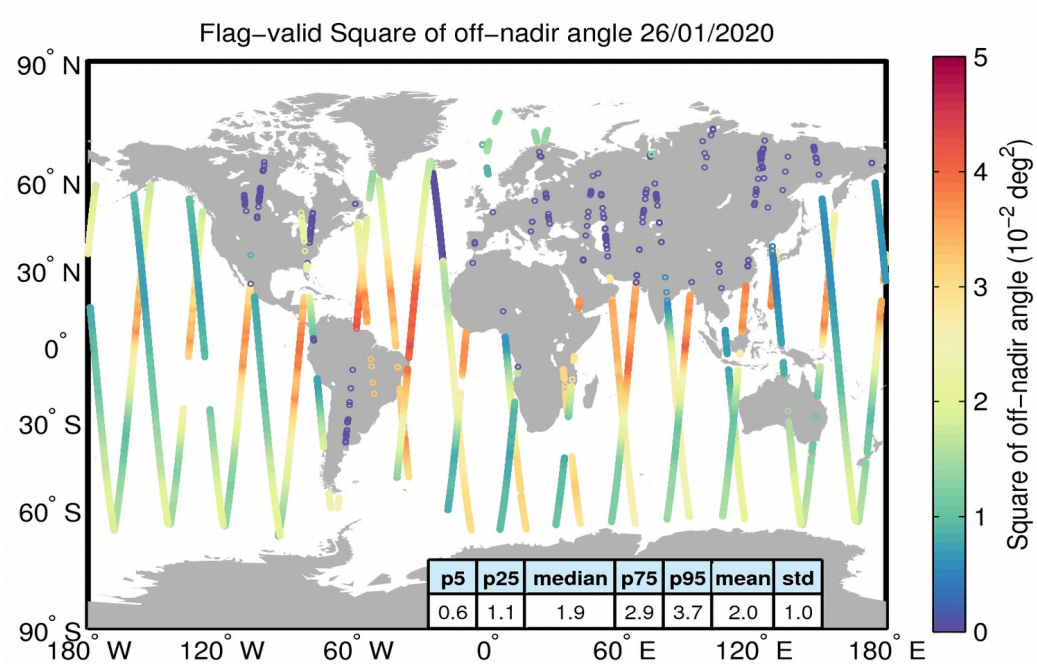 Flag−valid Square of off−nadir angle 26/01/2020
90° N
60° N
30° N
0°
30° S
60° S
90° S
180° W
120° W
60° W
0°
60° E
120° E
180° E
p5 p25 median p75 p95 mean std
0.6 1.1 1.9 2.9 3.7 2.0 1.0
5
4
3
2
1
0
Square of off−nadir angle (10⁻² deg²)